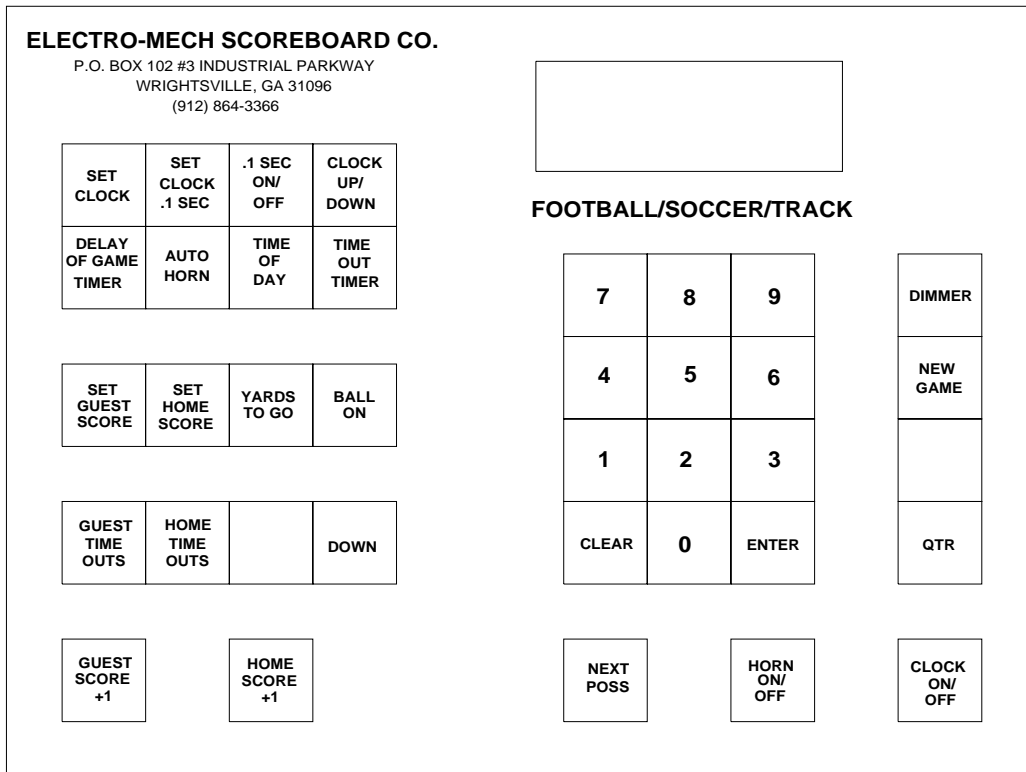 ELECTRO-MECH SCOREBOARD CO.
P.O. BOX 102 #3 INDUSTRIAL PARKWAY
WRIGHTSVILLE, GA 31096
(912) 864-3366
SET
CLOCK
SET
CLOCK
.1 SEC
.1 SEC
ON/
OFF
CLOCK
UP/
DOWN
DELAY
OF GAME
TIMER
AUTO
HORN
TIME
OF
DAY
TIME
OUT
TIMER
SET
GUEST
SCORE
SET
HOME
SCORE
YARDS
TO GO
BALL
ON
GUEST
TIME
OUTS
HOME
TIME
OUTS
DOWN
GUEST
SCORE
+1
HOME
SCORE
+1
FOOTBALL/SOCCER/TRACK
7
8
9
4
5
6
1
2
3
CLEAR
0
ENTER
DIMMER
NEW
GAME
QTR
NEXT
POSS
HORN
ON/
OFF
CLOCK
ON/
OFF